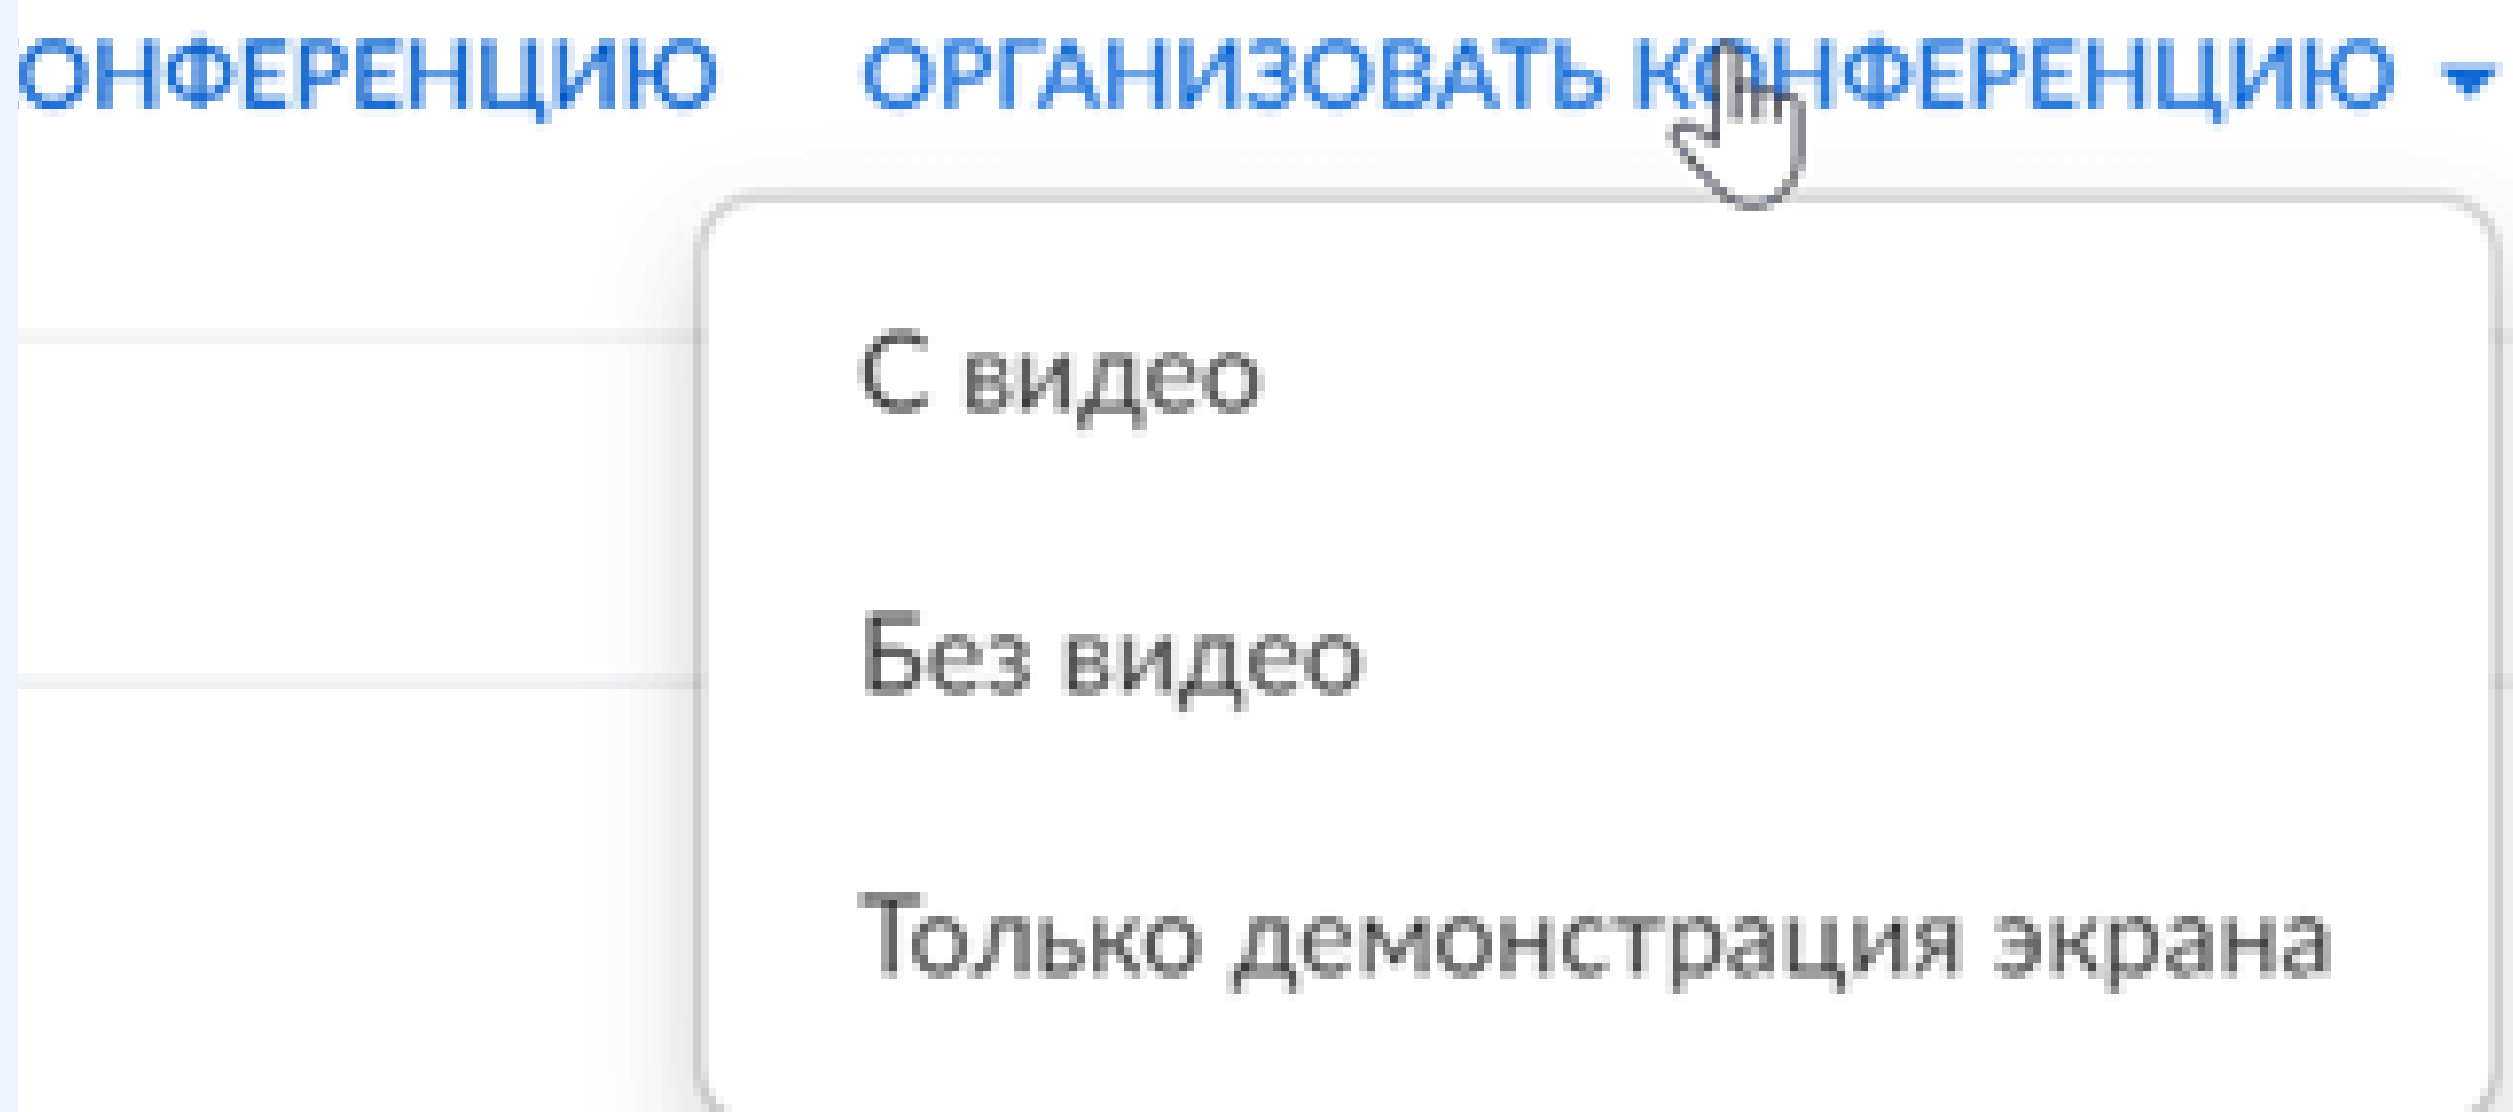 ОНФЕРЕНЦИЮ ОРГАНИЗОВАТЬ КОНФЕРЕНЦИЮ
С видео
Без видео
Только демонстрация экрана